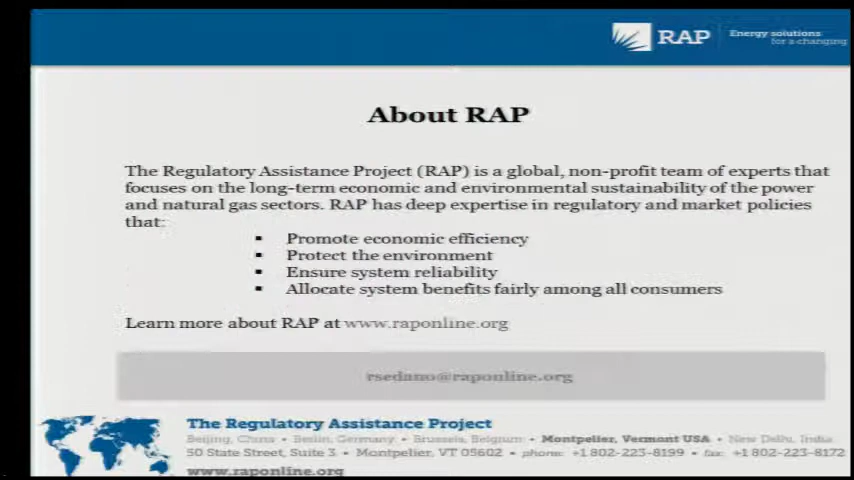 RAP
Energy solutions
for a changing
About RAP
The Regulatory Assistance Project (RAP) is a global, non-profit team of experts that
focuses on the long-term economic and environmental sustainability of the power
and natural gas sectors. RAP has deep expertise in regulatory and market policies
that:
▪ Promote economic efficiency
▪ Protect the environment
▪ Ensure system reliability
▪ Allocate system benefits fairly among all consumers
Learn more about RAP at www.raponline.org
rsedano@raponline.org
The Regulatory Assistance Project
Beijing, China • Berlin, Germany • Brussels, Belgium • Montpelier, Vermont USA • New Delhi, India
50 State Street, Suite 3 • Montpelier, VT 05602 • phone: +1 802-223-8199 • fax: +1 802-223-8172
www.raponline.org